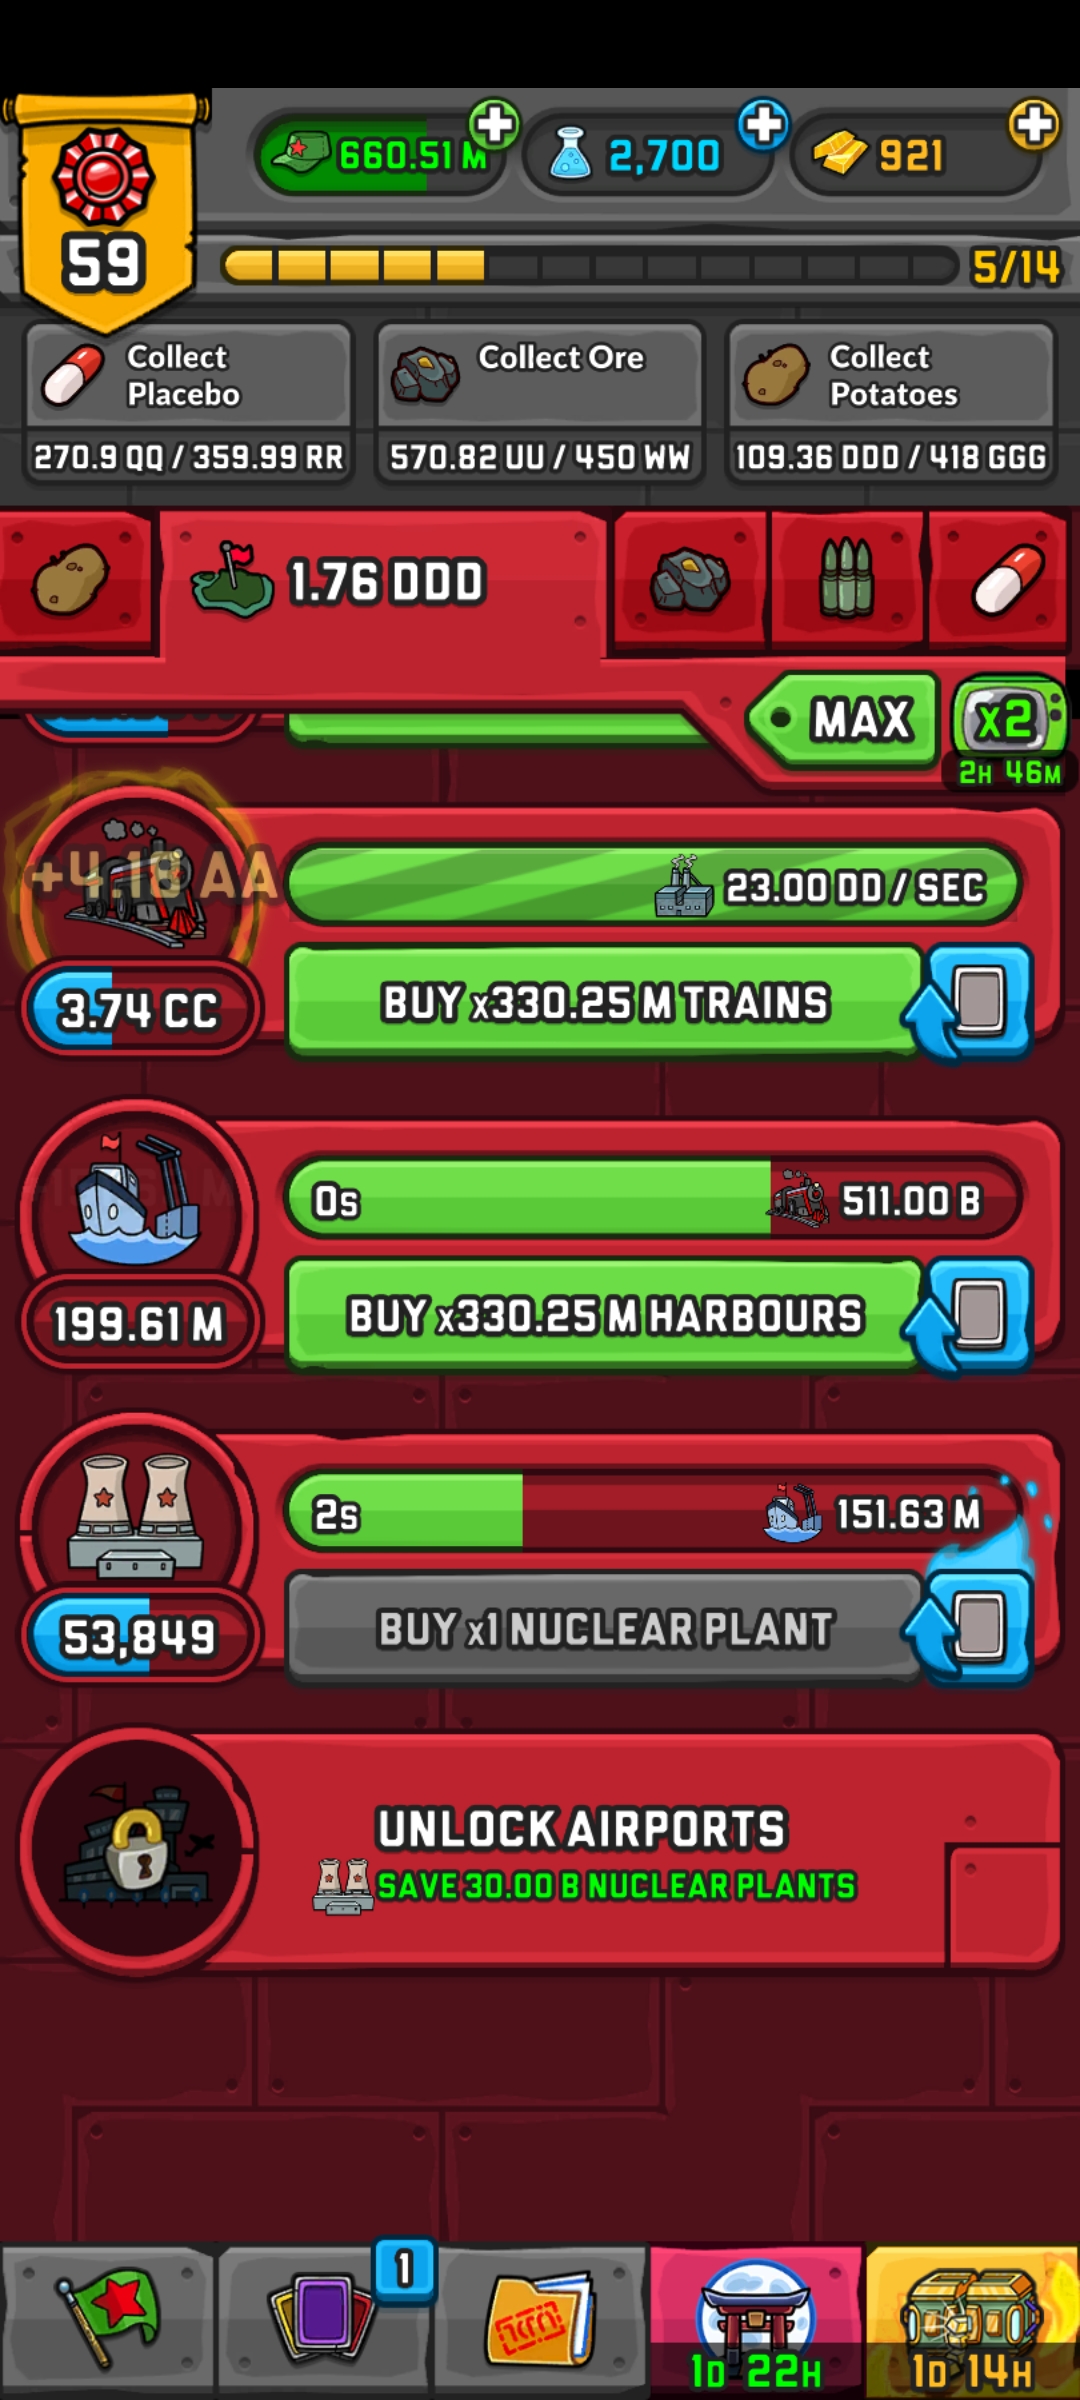 59
660.51 M
2,700
921
5/14
Collect
Placebo
270.9 QQ / 359.99 RR
Collect Ore
570.82 UU / 450 WW
Collect
Potatoes
109.36 DDD / 418 GGG
1.76 DDD
MAX
x2
2H 46M
+4.18 AA
23.00 DD / SEC
3.74 CC
BUY x330.25 M TRAINS
0s
511.00 B
199.61 M
BUY x330.25 M HARBOURS
2s
151.63 M
53,849
BUY x1 NUCLEAR PLANT
UNLOCK AIRPORTS
SAVE 30.00 B NUCLEAR PLANTS
1
1D 22H
1D 14H